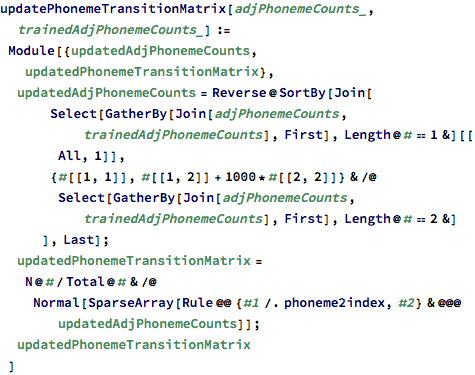 updatePhonemeTransitionMatrix[adjPhonemeCounts_,
trainedAdjPhonemeCounts_] :=
Module[{updatedAdjPhonemeCounts,
updatedPhonemeTransitionMatrix},
updatedAdjPhonemeCounts = Reverse@SortBy[Join[
Select[GatherBy[Join[adjPhonemeCounts,
trainedAdjPhonemeCounts], First], Length@# == 1 &][[
All, 1]],
{#[[1, 1]], #[[1, 2]] + 1000*#[[2, 2]]} & /@
Select[GatherBy[Join[adjPhonemeCounts,
trainedAdjPhonemeCounts], First], Length@# == 2 &]
], Last];
updatedPhonemeTransitionMatrix =
N@#/Total@# & /@
Normal[SparseArray[Rule @@ {#1 /. phoneme2index, #2} & @@@
updatedAdjPhonemeCounts]];
updatedPhonemeTransitionMatrix
]